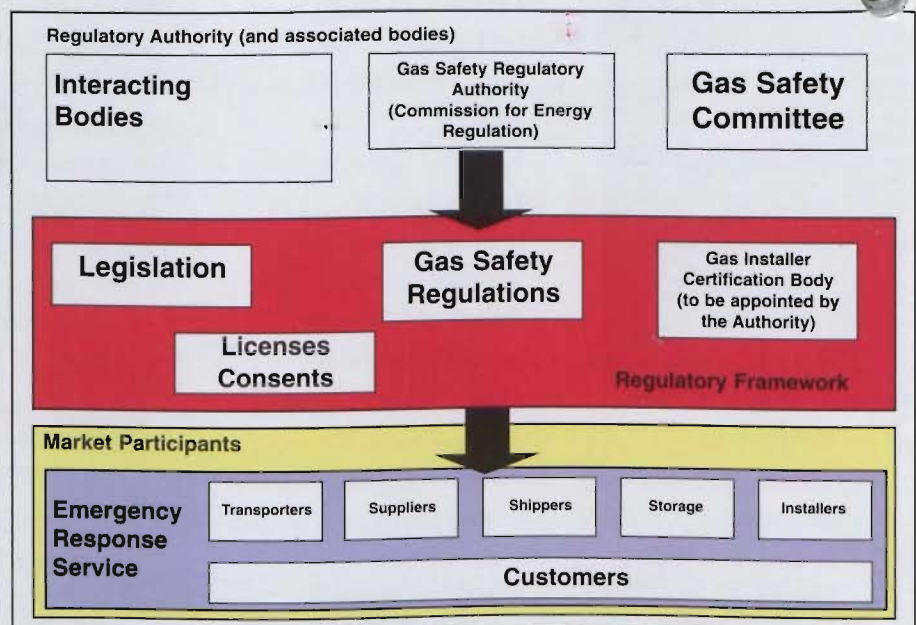 Regulatory Authority (and associated bodies)
Interacting
Bodies
Gas Safety Regulatory
Authority
(Commission for Energy
Regulation)
Gas Safety
Committee
Legislation
Gas Safety
Regulations
Gas Installer
Certification Body
(to be appointed by
the Authority)
Licenses
Consents
Regulatory Framework
Market Participants
Emergency
Response
Service
Transporters
Suppliers
Shippers
Storage
Installers
Customers